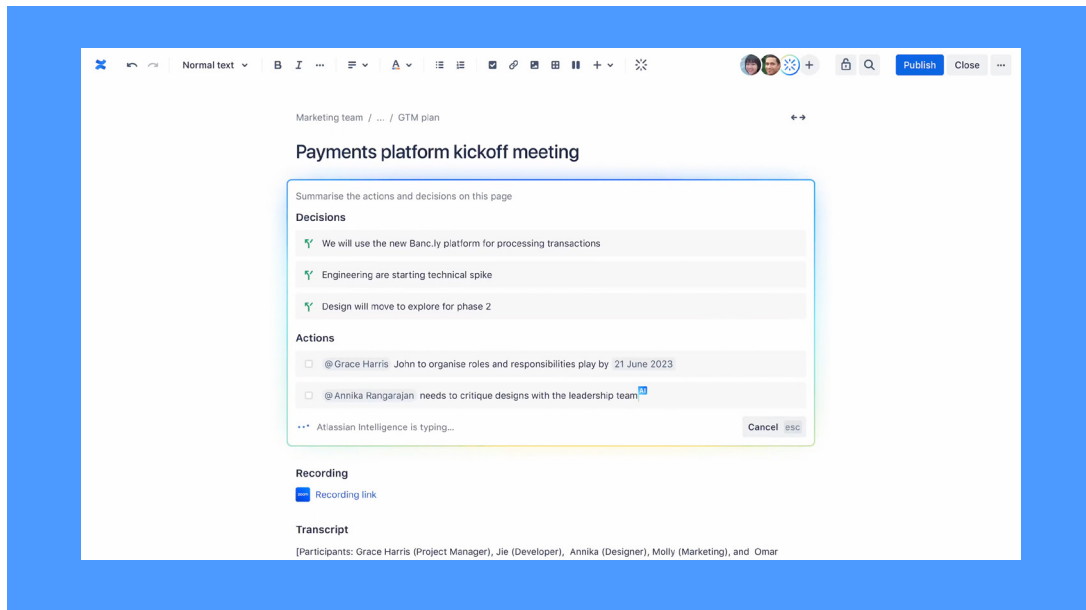 Normal text
B I ... A
Publish Close ...
Marketing team / ... / GTM plan
Payments platform kickoff meeting
Summarise the actions and decisions on this page
Decisions
We will use the new Banc.ly platform for processing transactions
Engineering are starting technical spike
Design will move to explore for phase 2
Actions
@Grace Harris John to organise roles and responsibilities play by 21 June 2023
@Annika Rangarajan needs to critique designs with the leadership team AI
Atlassian Intelligence is typing...
Cancel esc
Recording
zoom Recording link
Transcript
[Participants: Grace Harris (Project Manager), Jie (Developer), Annika (Designer), Molly (Marketing), and Omar